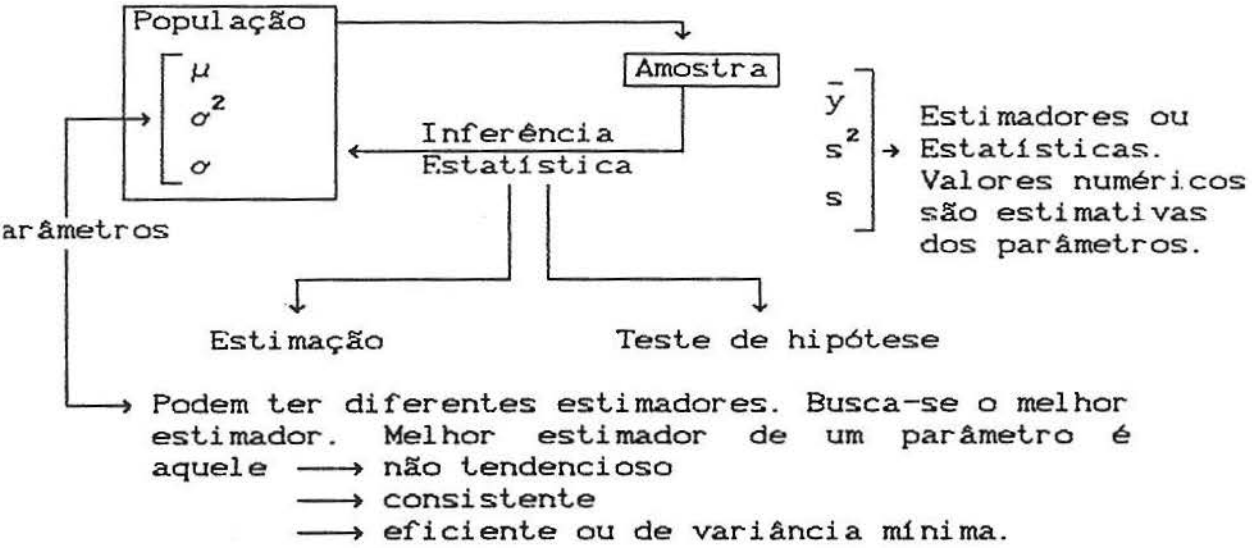 População
μ
σ²
σ
Amostra
Inferência
Estatística
ȳ
s²
s
Estimadores ou
Estatísticas.
Valores numéricos
são estimativas
dos parâmetros.
arâmetros
Estimação
Teste de hipótese
Podem ter diferentes estimadores. Busca-se o melhor
estimador. Melhor estimador de um parâmetro é
aquele → não tendencioso
→ consistente
→ eficiente ou de variância mínima.